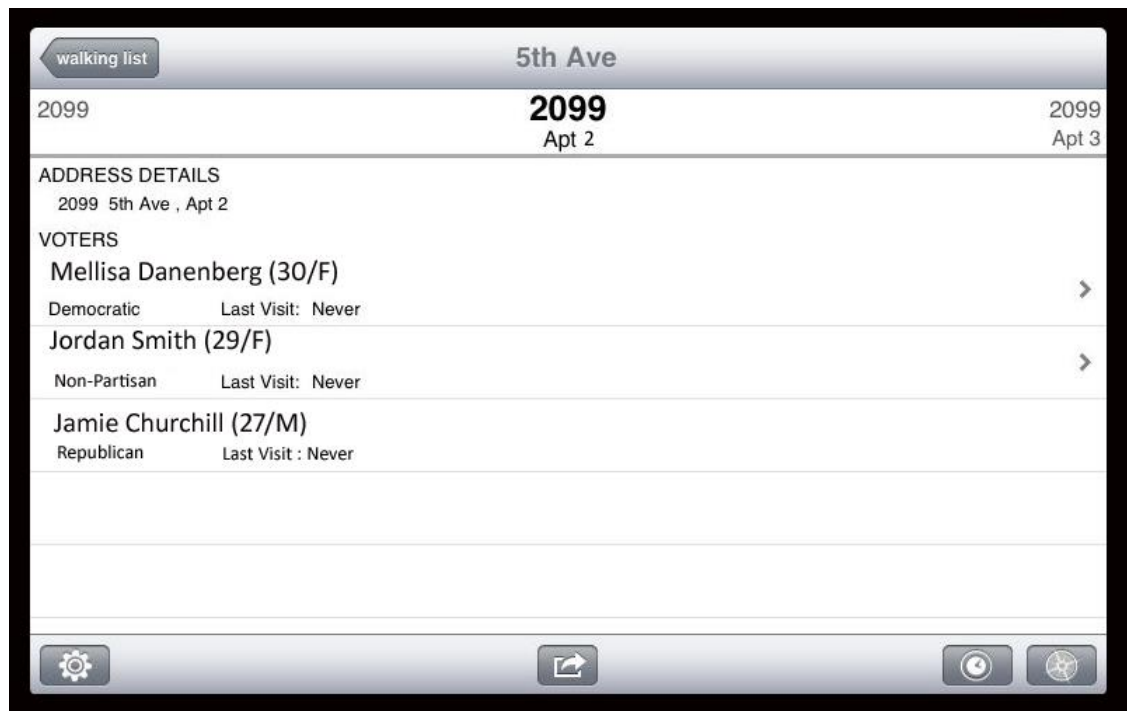 walking list 5th Ave
2099 2099 2099
Apt 2 Apt 3
ADDRESS DETAILS
2099 5th Ave , Apt 2
VOTERS
Mellisa Danenberg (30/F)
Democratic Last Visit: Never
Jordan Smith (29/F)
Non-Partisan Last Visit: Never
Jamie Churchill (27/M)
Republican Last Visit : Never